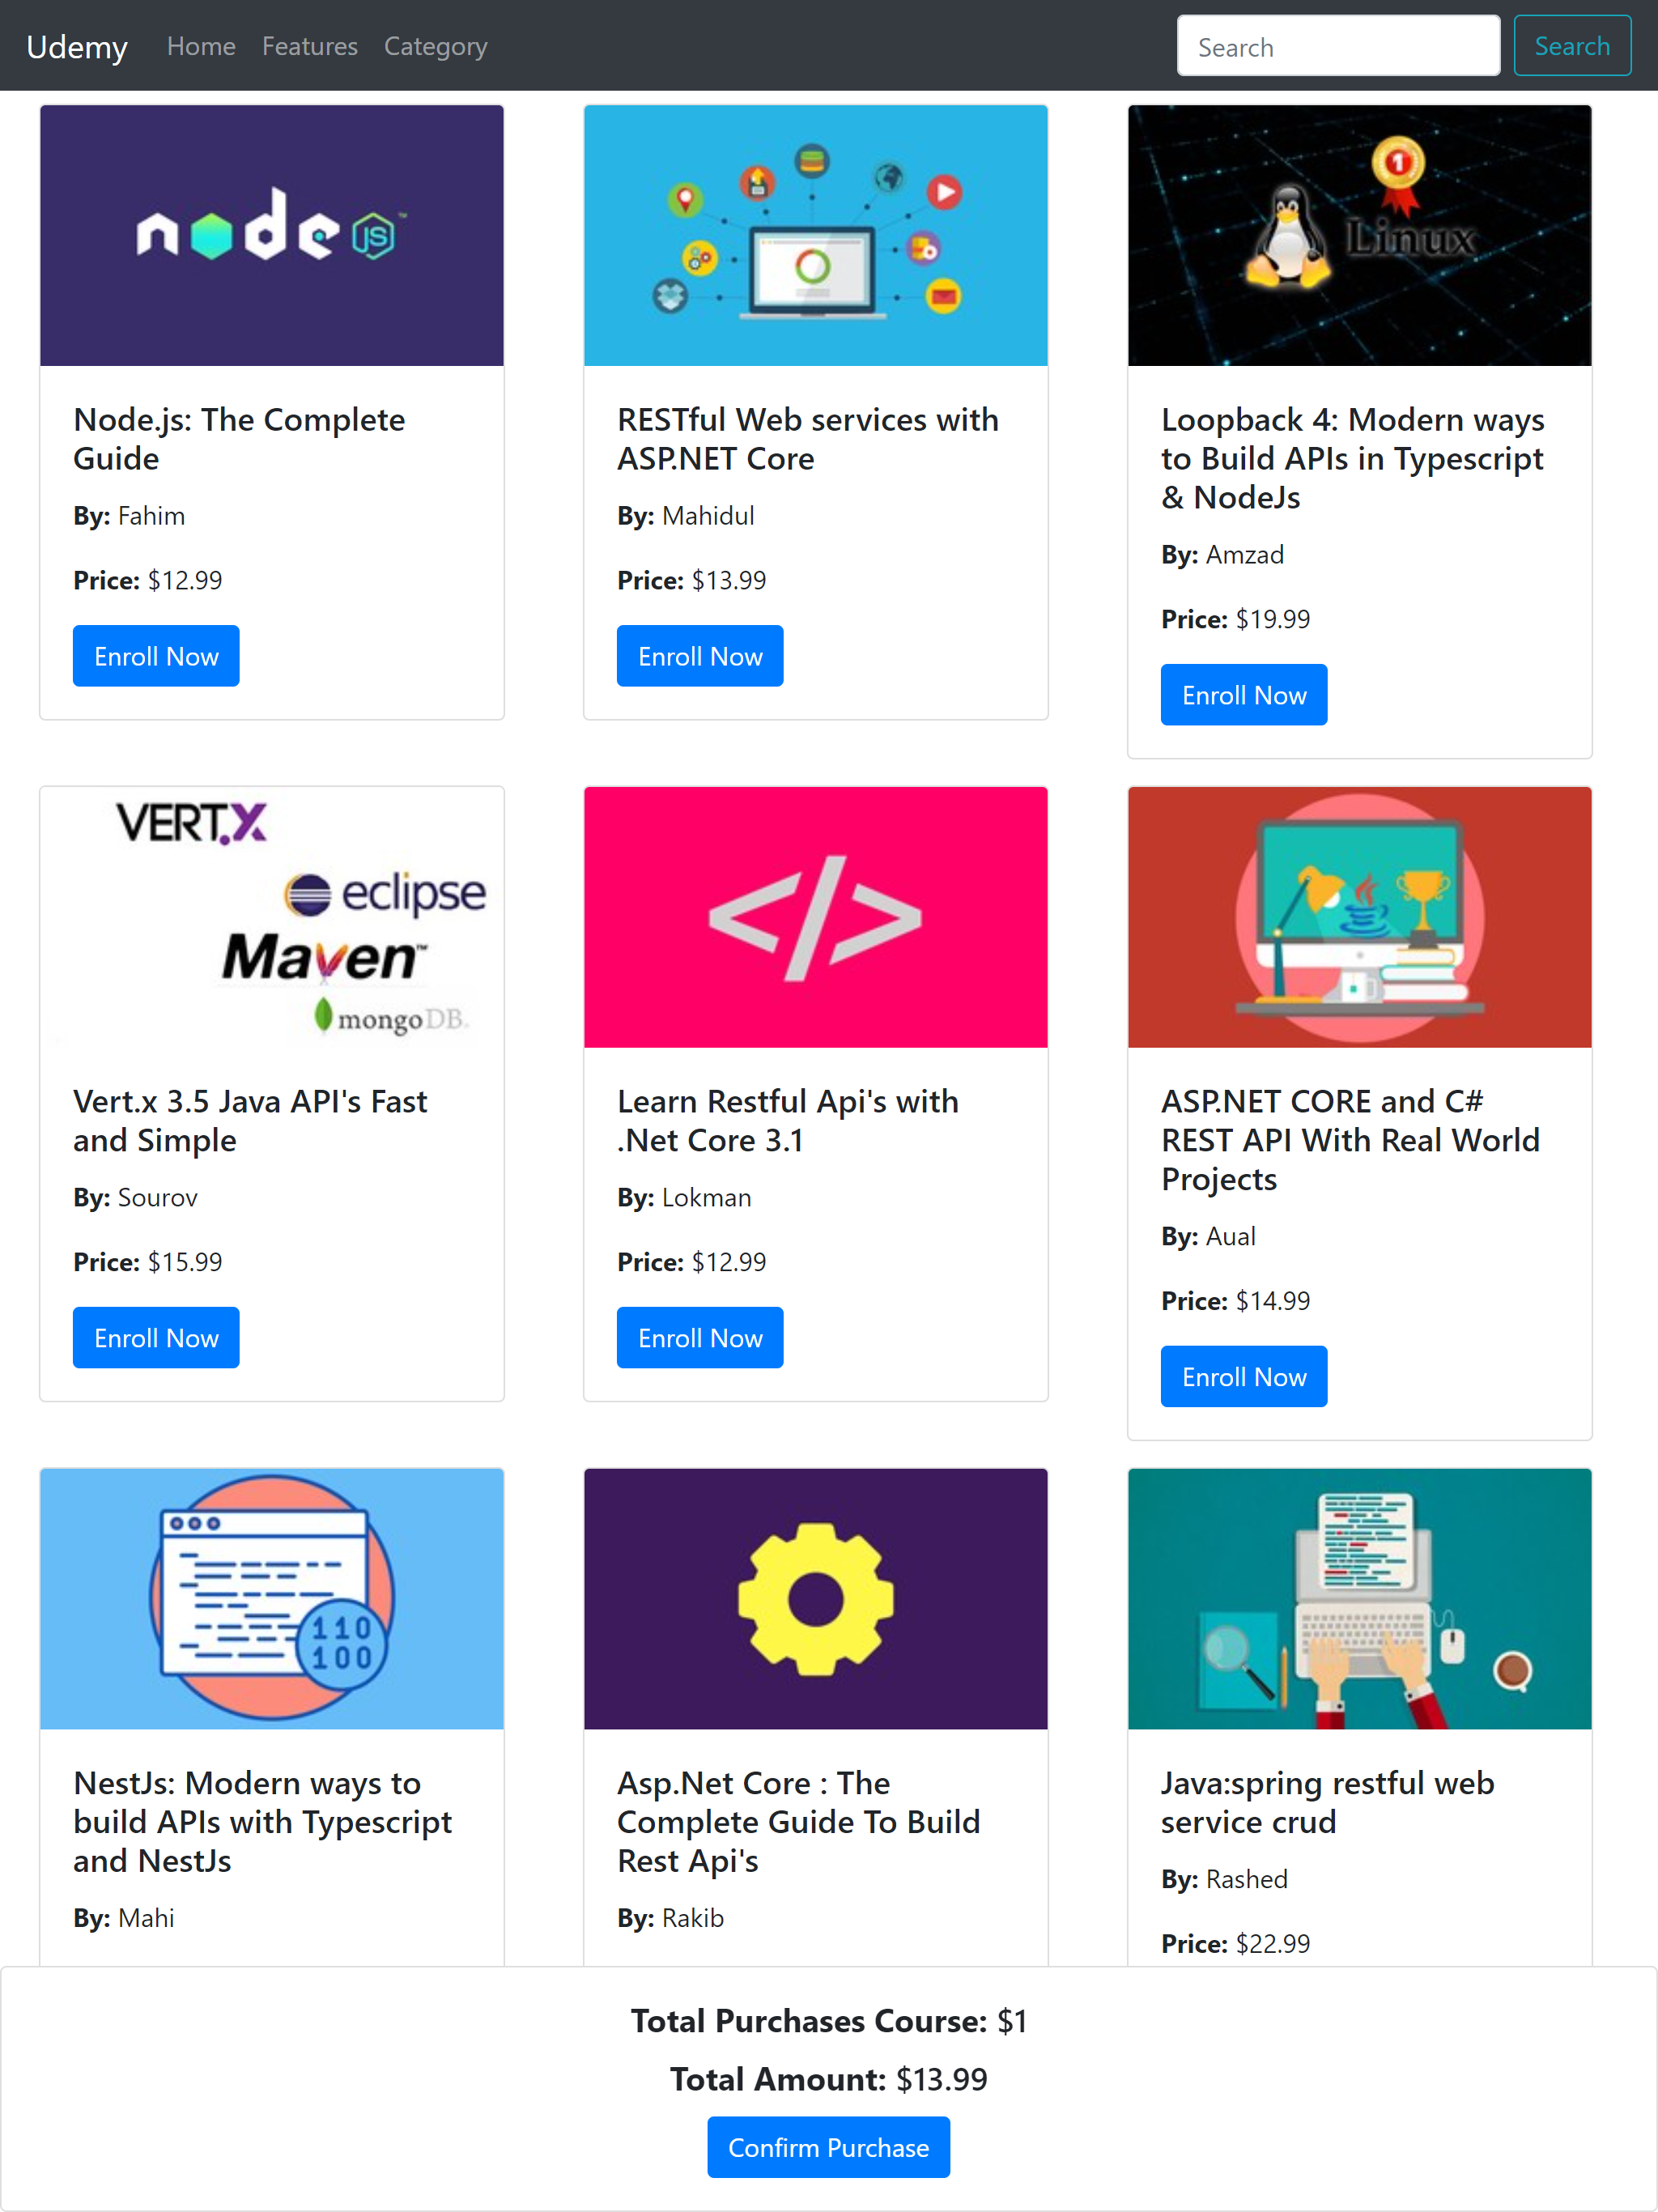 Udemy Home Features Category Search Search
node JS ™
1
Linux
Node.js: The Complete
Guide
By: Fahim
Price: $12.99
Enroll Now
RESTful Web services with
ASP.NET Core
By: Mahidul
Price: $13.99
Enroll Now
Loopback 4: Modern ways
to Build APIs in Typescript
& NodeJs
By: Amzad
Price: $19.99
Enroll Now
VERT.X
eclipse
Maven™
mongoDB.
</>
Vert.x 3.5 Java API's Fast
and Simple
By: Sourov
Price: $15.99
Enroll Now
Learn Restful Api's with
.Net Core 3.1
By: Lokman
Price: $12.99
Enroll Now
ASP.NET CORE and C#
REST API With Real World
Projects
By: Aual
Price: $14.99
Enroll Now
110
100
NestJs: Modern ways to
build APIs with Typescript
and NestJs
By: Mahi
Asp.Net Core : The
Complete Guide To Build
Rest Api's
By: Rakib
Java:spring restful web
service crud
By: Rashed
Price: $22.99
Total Purchases Course: $1
Total Amount: $13.99
Confirm Purchase